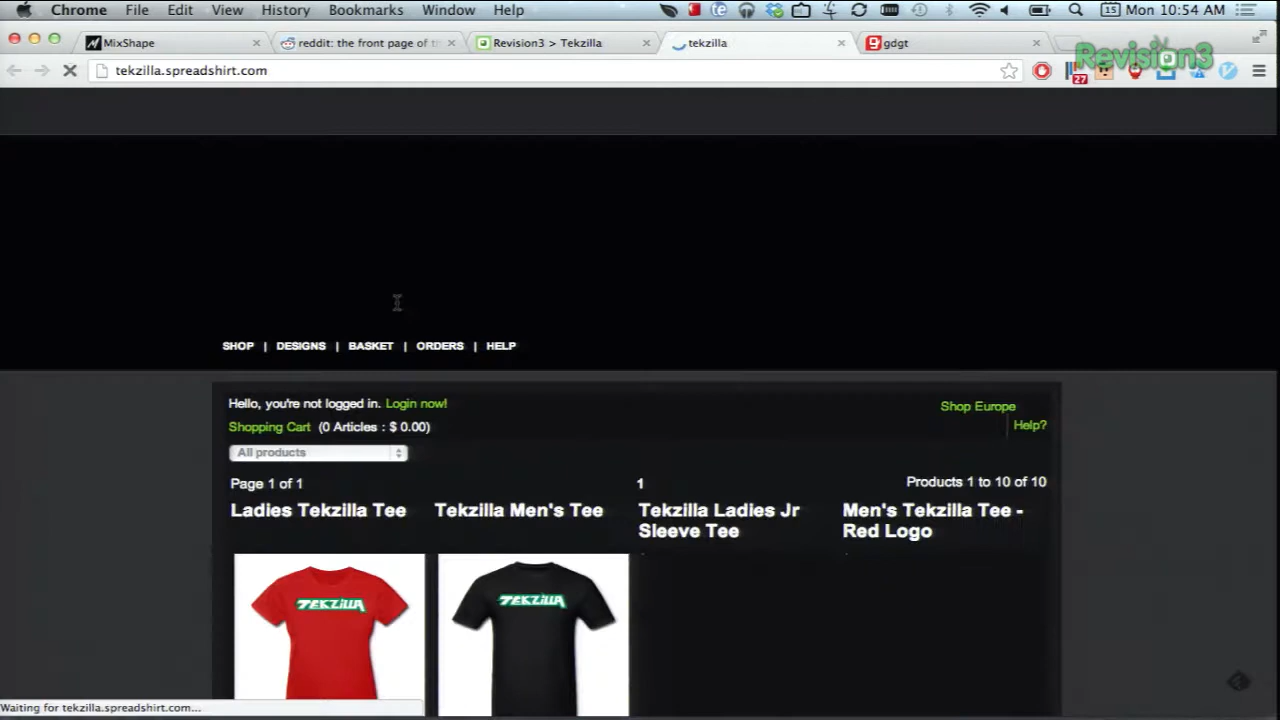 Chrome File Edit View History Bookmarks Window Help 15 Mon 10:54 AM
MixShape reddit: the front page of Revision3 > Tekzilla tekzilla gdgt
Revision3
tekzilla.spreadshirt.com 27
SHOP | DESIGNS | BASKET | ORDERS | HELP
Hello, you're not logged in. Login now! Shop Europe
Shopping Cart (0 Articles : $ 0.00) Help?
All products
Page 1 of 1 1 Products 1 to 10 of 10
Ladies Tekzilla Tee Tekzilla Men's Tee Tekzilla Ladies Jr Sleeve Tee Men's Tekzilla Tee - Red Logo
TEKZILLA TEKZILLA
Waiting for tekzilla.spreadshirt.com...